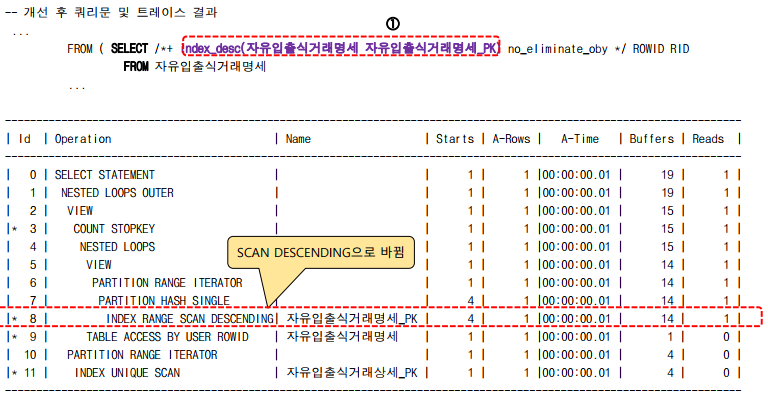 -- 개선 후 쿼리문 및 트레이스 결과
①
...
FROM ( SELECT /*+ index_desc(자유입출식거래명세 자유입출식거래명세_PK) no_eliminate_oby */ ROWID RID
FROM 자유입출식거래명세
...
---------------------------------------------------------------------------------------------
| Id | Operation | Name | Starts | A-Rows | A-Time | Buffers | Reads |
---------------------------------------------------------------------------------------------
| 0 | SELECT STATEMENT | | 1 | 1 |00:00:00.01 | 19 | 1 |
| 1 | NESTED LOOPS OUTER | | 1 | 1 |00:00:00.01 | 19 | 1 |
| 2 | VIEW | | 1 | 1 |00:00:00.01 | 15 | 1 |
|* 3 | COUNT STOPKEY | | 1 | 1 |00:00:00.01 | 15 | 1 |
| 4 | NESTED LOOPS | | 1 | 1 |00:00:00.01 | 15 | 1 |
SCAN DESCENDING으로 바뀜
| 5 | VIEW | | 1 | 1 |00:00:00.01 | 14 | 1 |
| 6 | PARTITION RANGE ITERATOR | | 1 | 1 |00:00:00.01 | 14 | 1 |
| 7 | PARTITION HASH SINGLE | | 4 | 1 |00:00:00.01 | 14 | 1 |
|* 8 | INDEX RANGE SCAN DESCENDING| 자유입출식거래명세_PK | 4 | 1 |00:00:00.01 | 14 | 1 |
|* 9 | TABLE ACCESS BY USER ROWID | 자유입출식거래명세 | 1 | 1 |00:00:00.01 | 1 | 0 |
| 10 | PARTITION RANGE ITERATOR | | 1 | 1 |00:00:00.01 | 4 | 0 |
|* 11 | INDEX UNIQUE SCAN | 자유입출식거래상세_PK | 1 | 1 |00:00:00.01 | 4 | 0 |
---------------------------------------------------------------------------------------------